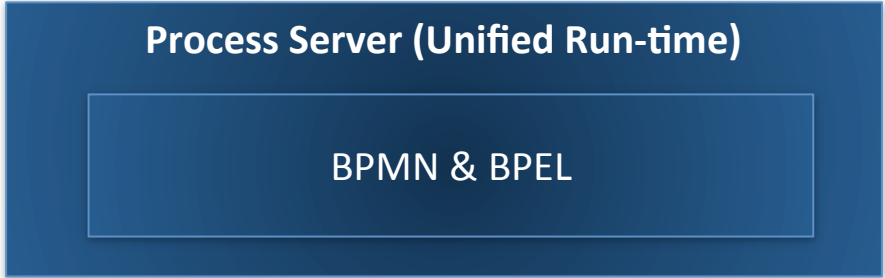 Process Server (Unified Run-time)
BPMN & BPEL